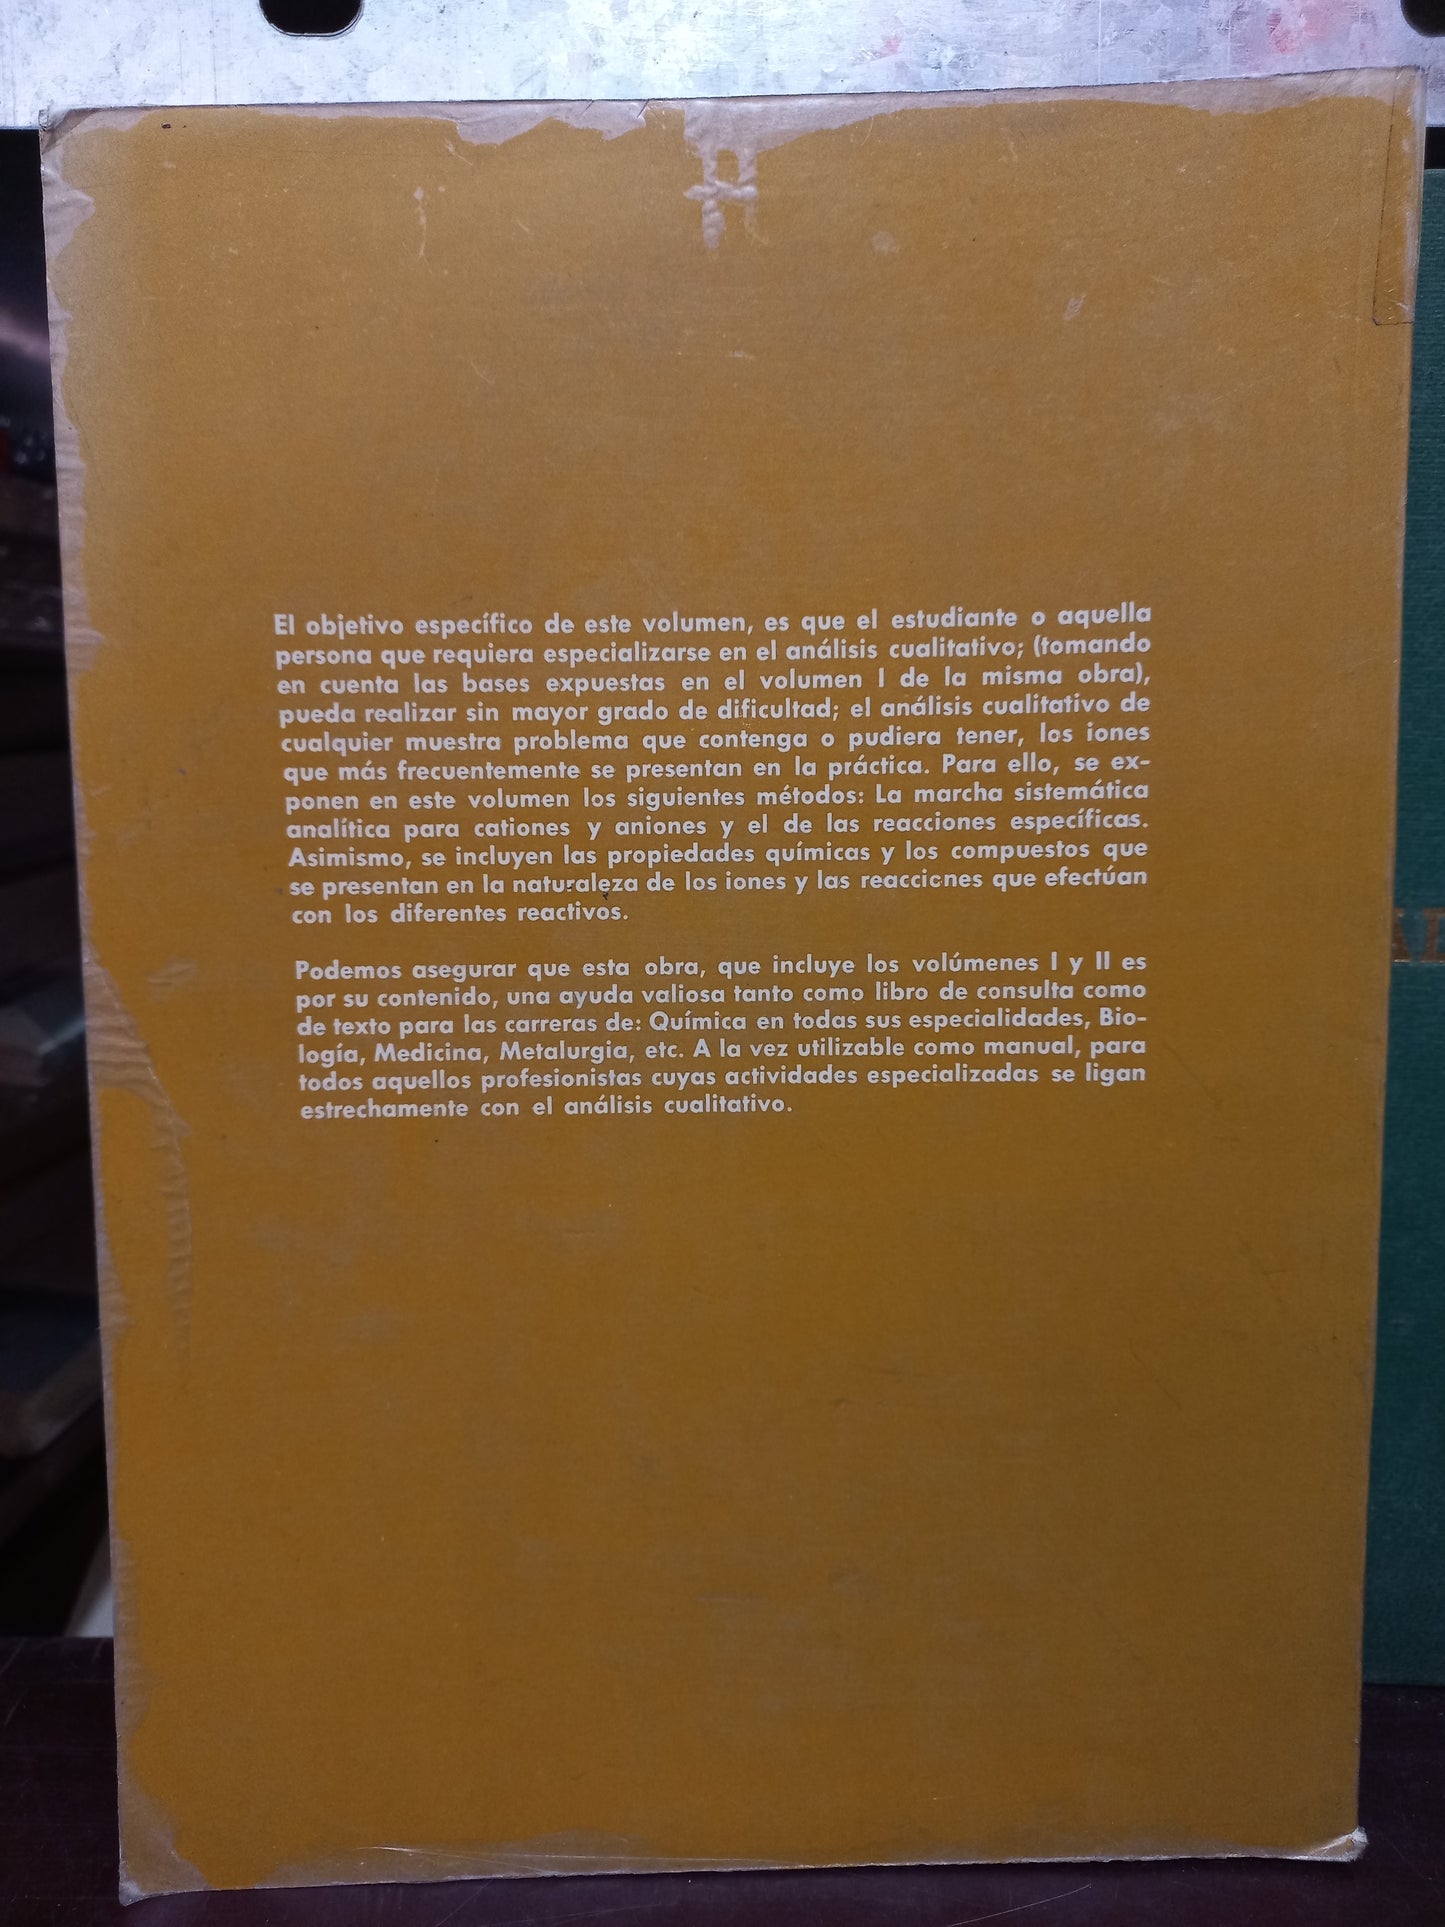 El objetivo específico de este volumen, es que el estudiante o aquella
persona que requiera especializarse en el análisis cualitativo; (tomando
en cuenta las bases expuestas en el volumen I de la misma obra),
pueda realizar sin mayor grado de dificultad; el análisis cualitativo de
cualquier muestra problema que contenga o pudiera tener, los iones
que más frecuentemente se presentan en la práctica. Para ello, se ex-
ponen en este volumen los siguientes métodos: La marcha sistemática
analítica para cationes y aniones y el de las reacciones específicas.
Asimismo, se incluyen las propiedades químicas y los compuestos que
se presentan en la naturaleza de los iones y las reacciones que efectúan
con los diferentes reactivos.
Podemos asegurar que esta obra, que incluye los volúmenes I y II es
por su contenido, una ayuda valiosa tanto como libro de consulta como
de texto para las carreras de: Química en todas sus especialidades, Bio-
logía, Medicina, Metalurgia, etc. A la vez utilizable como manual, para
todos aquellos profesionistas cuyas actividades especializadas se ligan
estrechamente con el análisis cualitativo.